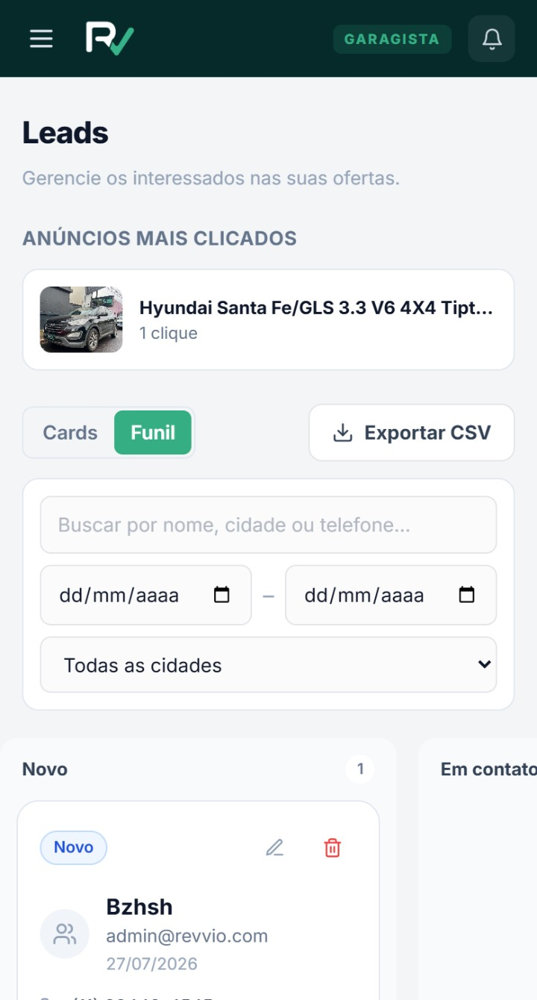 RV
GARAGISTA
Leads
Gerencie os interessados nas suas ofertas.
ANÚNCIOS MAIS CLICADOS
Hyundai Santa Fe/GLS 3.3 V6 4X4 Tipt...
1 clique
Cards
Funil
Exportar CSV
Buscar por nome, cidade ou telefone...
dd/mm/aaaa
–
dd/mm/aaaa
Todas as cidades
Novo
1
Em contato
Novo
Bzhsh
admin@revvio.com
27/07/2026